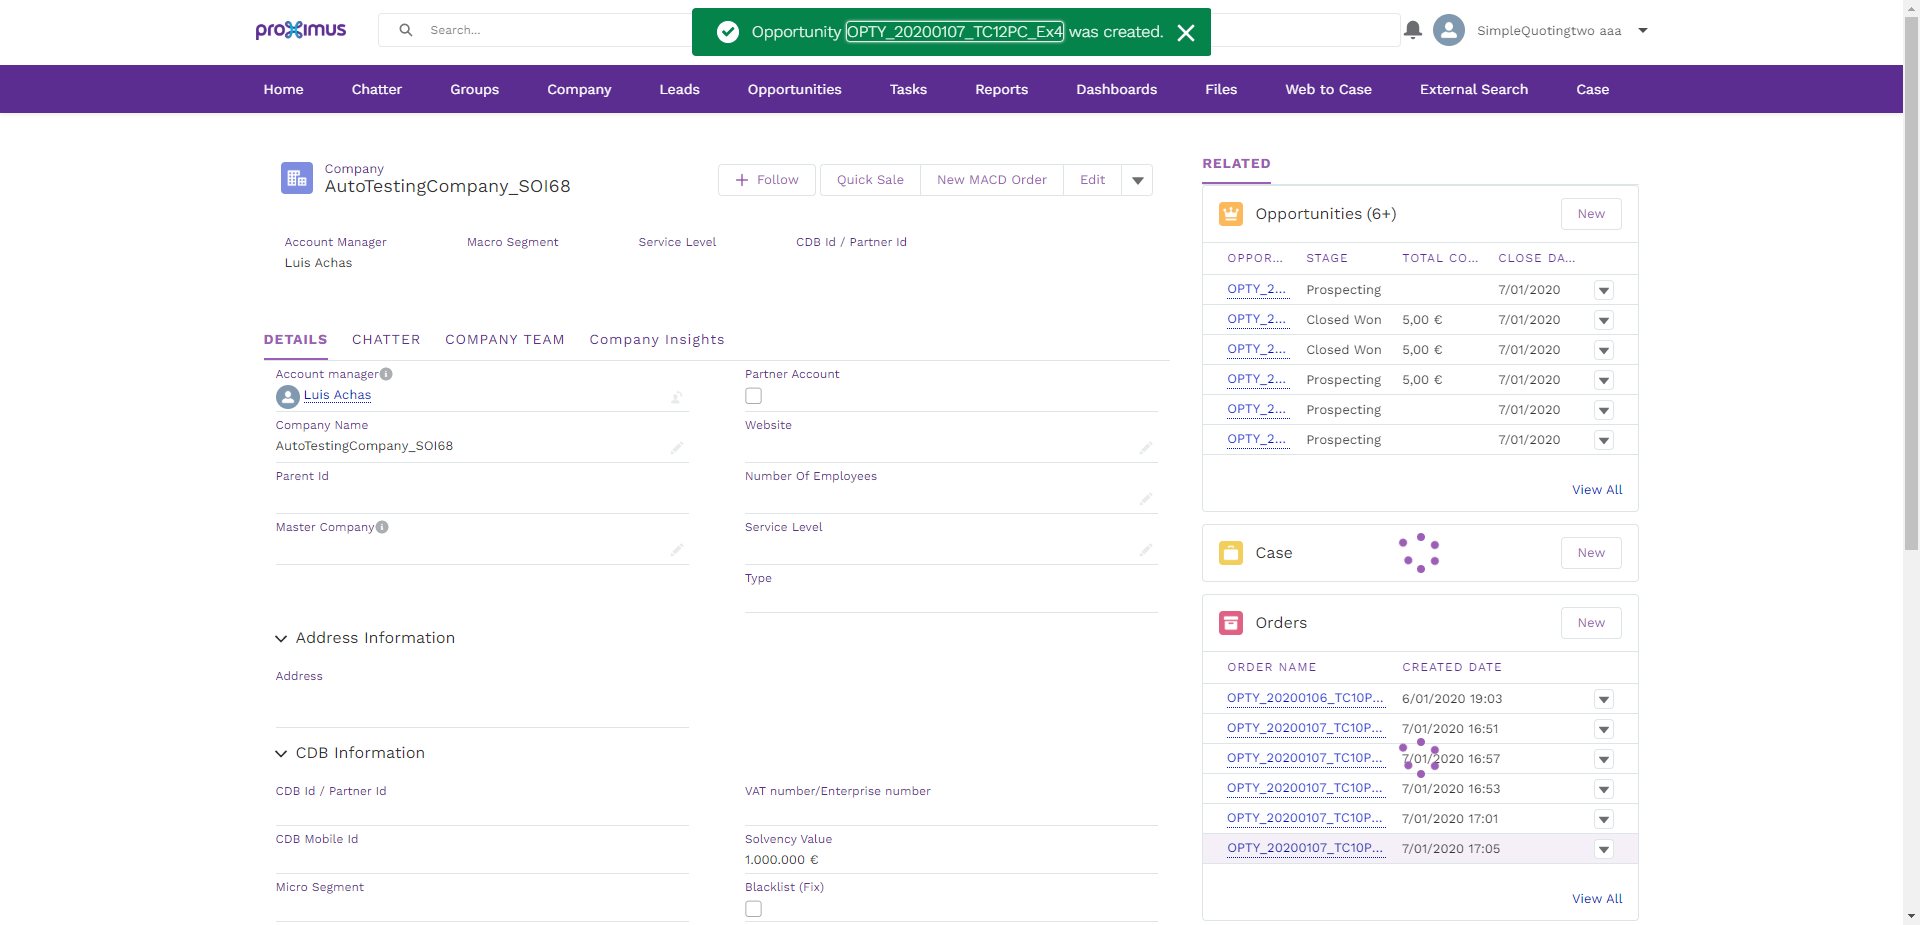 proximus
Search...
Opportunity OPTY_20200107_TC12PC_Ex4 was created.
SimpleQuotingtwo aaa
Home Chatter Groups Company Leads Opportunities Tasks Reports Dashboards Files Web to Case External Search Case
Company
AutoTestingCompany_SOI68
Follow Quick Sale New MACD Order Edit
Account Manager Macro Segment Service Level CDB Id / Partner Id
Luis Achas
DETAILS CHATTER COMPANY TEAM Company Insights
Account manager Partner Account
Luis Achas
Company Name Website
AutoTestingCompany_SOI68
Parent Id Number Of Employees
Master Company Service Level
Type
Address Information
Address
CDB Information
CDB Id / Partner Id VAT number/Enterprise number
CDB Mobile Id Solvency Value
1.000.000 €
Micro Segment Blacklist (Fix)
RELATED
Opportunities (6+) New
OPPOR... STAGE TOTAL CO... CLOSE DA...
OPTY_2... Prospecting 7/01/2020
OPTY_2... Closed Won 5,00 € 7/01/2020
OPTY_2... Closed Won 5,00 € 7/01/2020
OPTY_2... Prospecting 5,00 € 7/01/2020
OPTY_2... Prospecting 7/01/2020
OPTY_2... Prospecting 7/01/2020
View All
Case New
Orders New
ORDER NAME CREATED DATE
OPTY_20200106_TC10P... 6/01/2020 19:03
OPTY_20200107_TC10P... 7/01/2020 16:51
OPTY_20200107_TC10P... 7/01/2020 16:57
OPTY_20200107_TC10P... 7/01/2020 16:53
OPTY_20200107_TC10P... 7/01/2020 17:01
OPTY_20200107_TC10P... 7/01/2020 17:05
View All